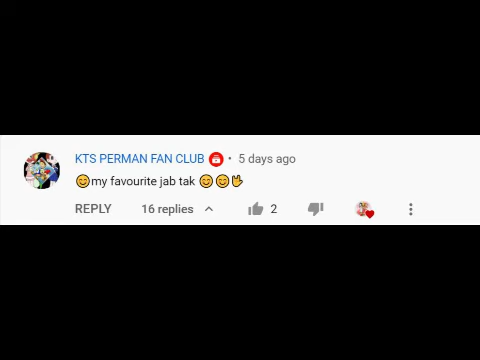 KTS PERMAN FAN CLUB • 5 days ago
😊my favourite jab tak 😊😊🤟
REPLY 16 replies 2